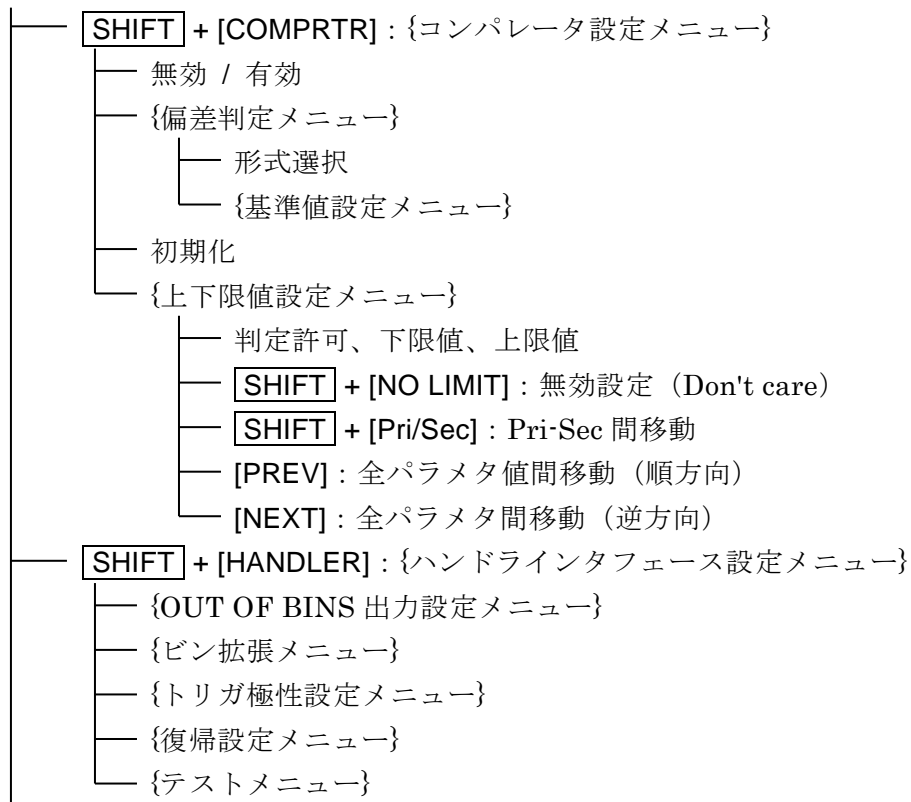 SHIFT + [COMPRTR]：{コンパレータ設定メニュー}
無効 / 有効
{偏差判定メニュー}
形式選択
{基準値設定メニュー}
初期化
{上下限値設定メニュー}
判定許可、下限値、上限値
SHIFT + [NO LIMIT]：無効設定（Don't care）
SHIFT + [Pri/Sec]：Pri-Sec 間移動
[PREV]：全パラメタ値間移動（順方向）
[NEXT]：全パラメタ間移動（逆方向）
SHIFT + [HANDLER]：{ハンドラインタフェース設定メニュー}
{OUT OF BINS 出力設定メニュー}
{ビン拡張メニュー}
{トリガ極性設定メニュー}
{復帰設定メニュー}
{テストメニュー}